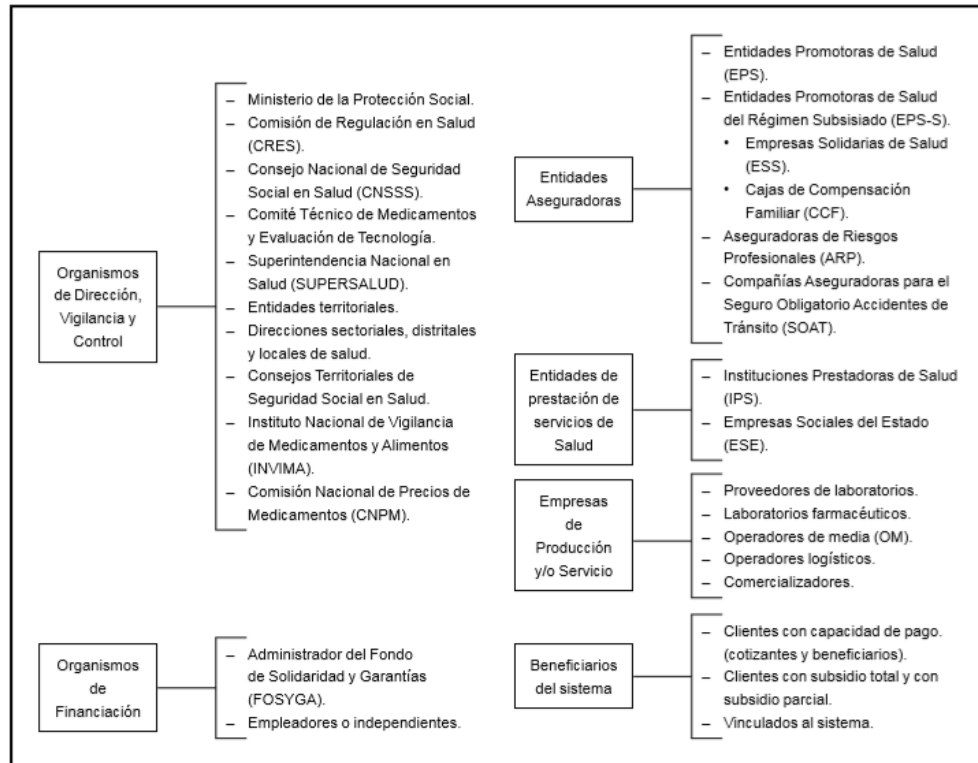 Organismos
de Dirección,
Vigilancia y
Control
– Ministerio de la Protección Social.
– Comisión de Regulación en Salud
(CRES).
– Consejo Nacional de Seguridad
Social en Salud (CNSSS).
– Comité Técnico de Medicamentos
y Evaluación de Tecnología.
– Superintendencia Nacional en
Salud (SUPERSALUD).
– Entidades territoriales.
– Direcciones sectoriales, distritales
y locales de salud.
– Consejos Territoriales de
Seguridad Social en Salud.
– Instituto Nacional de Vigilancia
de Medicamentos y Alimentos
(INVIMA).
– Comisión Nacional de Precios de
Medicamentos (CNPM).
Organismos
de
Financiación
– Administrador del Fondo
de Solidaridad y Garantías
(FOSYGA).
– Empleadores o independientes.
Entidades
Aseguradoras
– Entidades Promotoras de Salud
(EPS).
– Entidades Promotoras de Salud
del Régimen Subsisiado (EPS-S).
• Empresas Solidarias de Salud
(ESS).
• Cajas de Compensación
Familiar (CCF).
– Aseguradoras de Riesgos
Profesionales (ARP).
– Compañías Aseguradoras para el
Seguro Obligatorio Accidentes de
Tránsito (SOAT).
Entidades de
prestación de
servicios de
Salud
– Instituciones Prestadoras de Salud
(IPS).
– Empresas Sociales del Estado
(ESE).
Empresas
de
Producción
y/o Servicio
– Proveedores de laboratorios.
– Laboratorios farmacéuticos.
– Operadores de media (OM).
– Operadores logísticos.
– Comercializadores.
Beneficiarios
del sistema
– Clientes con capacidad de pago.
(cotizantes y beneficiarios).
– Clientes con subsidio total y con
subsidio parcial.
– Vinculados al sistema.